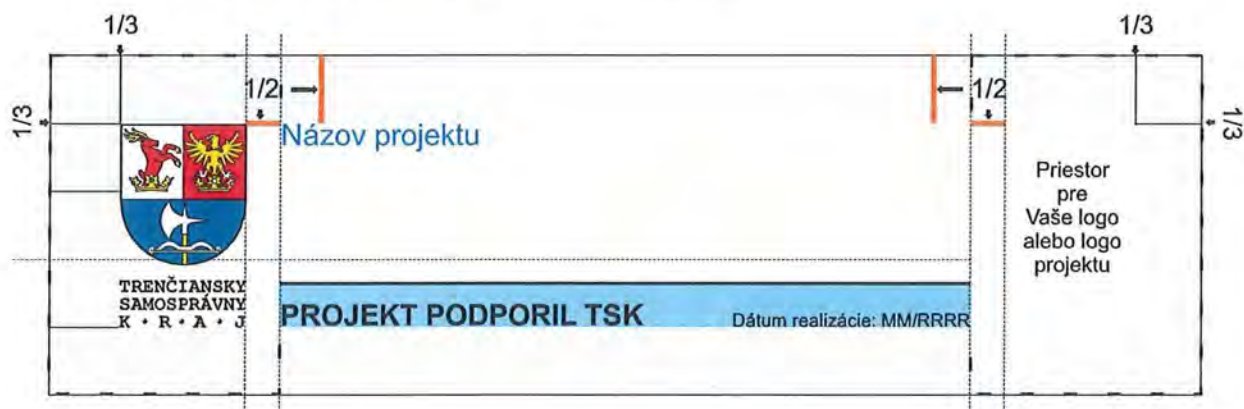 1/3
1/3
1/2
1/2
1/3
1/3
Názov projektu
Priestor
pre
Vaše logo
alebo logo
projektu
TRENČIANSKY
SAMOSPRÁVNY
K · R · A · J
PROJEKT PODPORIL TSK
Dátum realizácie: MM/RRRR